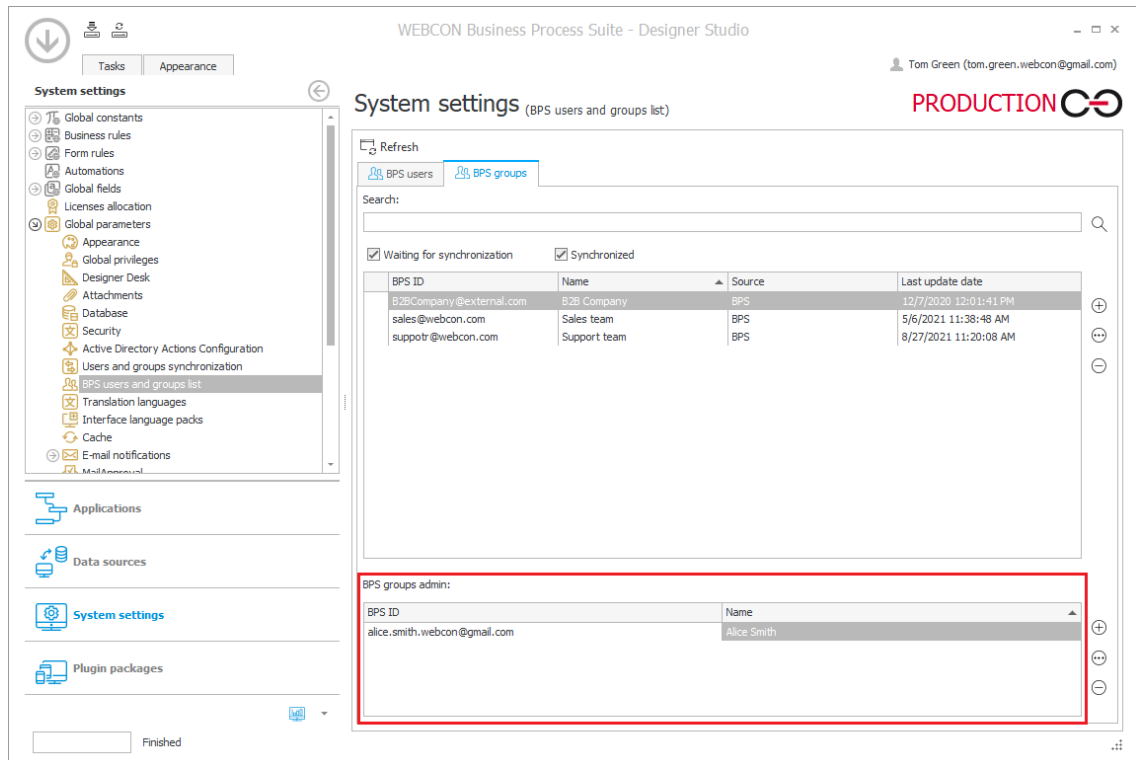 WEBCON Business Process Suite - Designer Studio
Tasks Appearance
Tom Green (tom.green.webcon@gmail.com)
System settings
Global constants
Business rules
Form rules
Automations
Global fields
Licenses allocation
Global parameters
Appearance
Global privileges
Designer Desk
Attachments
Database
Security
Active Directory Actions Configuration
Users and groups synchronization
BPS users and groups list
Translation languages
Interface language packs
Cache
E-mail notifications
MailApproval
Applications
Data sources
System settings
Plugin packages
Finished
System settings (BPS users and groups list)
PRODUCTION
Refresh
BPS users BPS groups
Search:
Waiting for synchronization Synchronized
BPS ID Name Source Last update date
B2BCompany@external.com B2B Company BPS 12/7/2020 12:01:41 PM
sales@webcon.com Sales team BPS 5/6/2021 11:38:48 AM
suppotr@webcon.com Support team BPS 8/27/2021 11:20:08 AM
BPS groups admin:
BPS ID Name
alice.smith.webcon@gmail.com Alice Smith